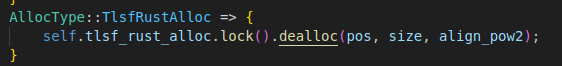 AllocType::TlsfRustAlloc => {
self.tlsf_rust_alloc.lock().dealloc(pos, size, align_pow2);
}